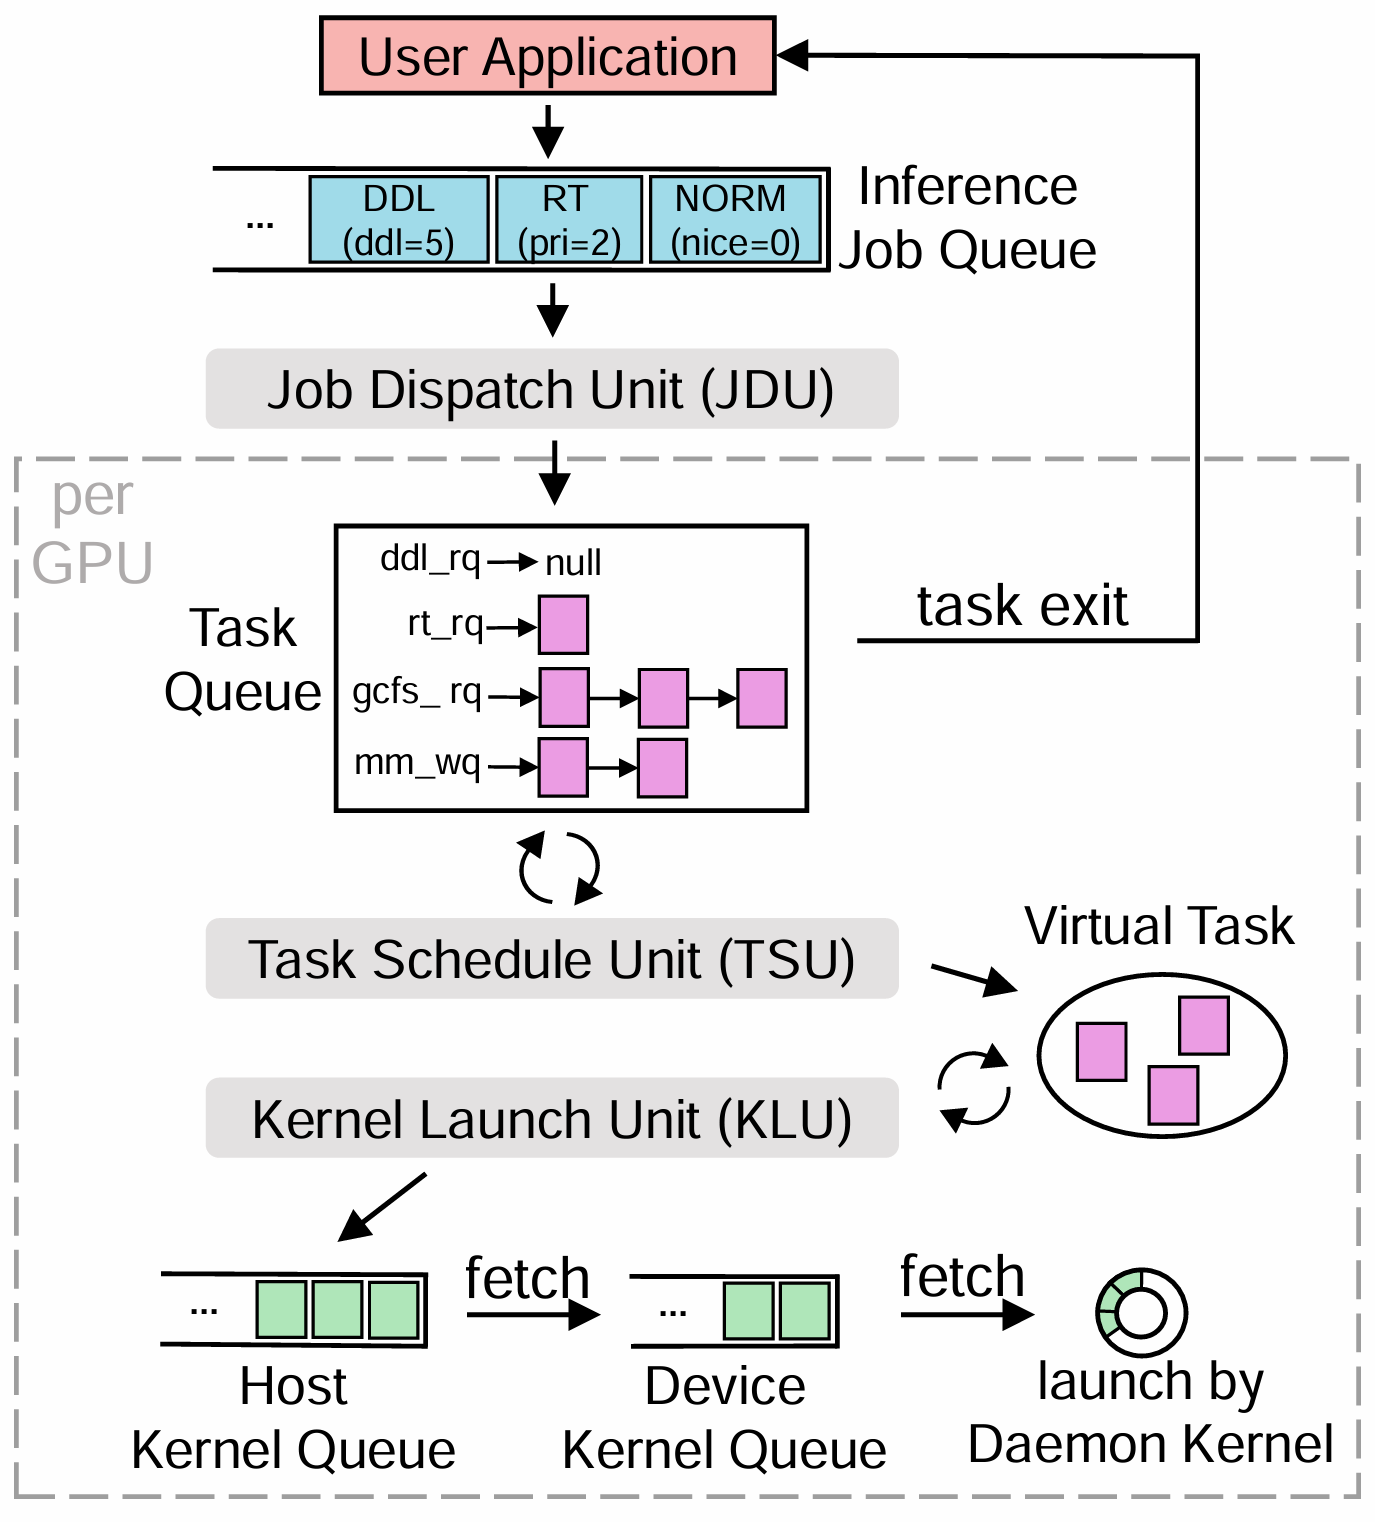 User Application
Inference
Job Queue
...
DDL
(ddl=5)
RT
(pri=2)
NORM
(nice=0)
Job Dispatch Unit (JDU)
per
GPU
Task
Queue
ddl_rq
null
rt_rq
gcfs_ rq
mm_wq
task exit
Task Schedule Unit (TSU)
Virtual Task
Kernel Launch Unit (KLU)
...
fetch
...
fetch
Host
Kernel Queue
Device
Kernel Queue
launch by
Daemon Kernel